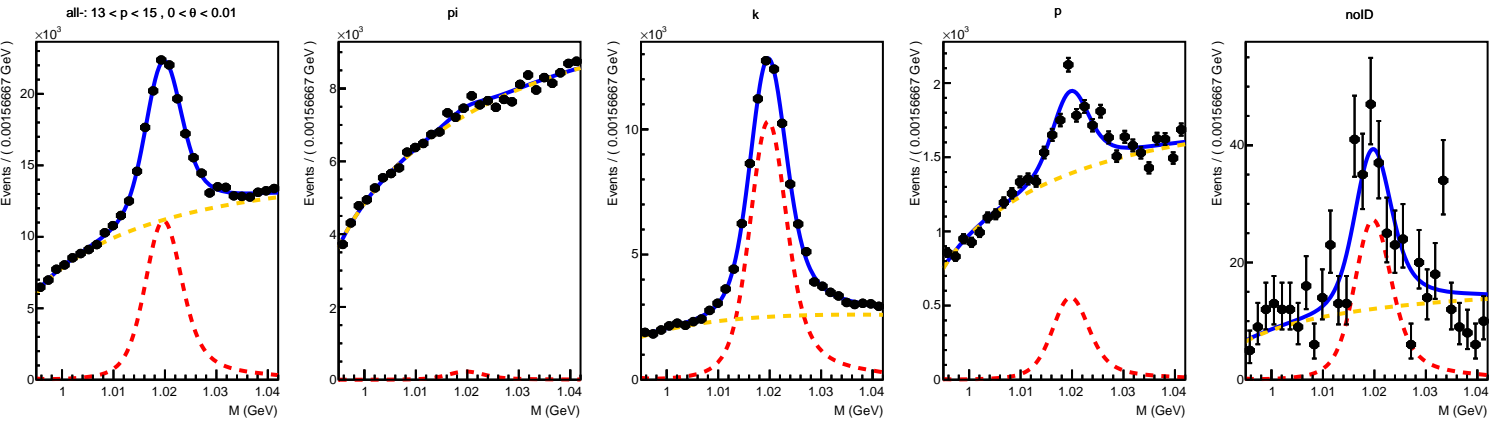 all-: 13 < p < 15 , 0 < θ < 0.01
×10³
Events / ( 0.00156667 GeV )
20
15
10
5
0
1 1.01 1.02 1.03 1.04
M (GeV)
pi
×10³
Events / ( 0.00156667 GeV )
8
6
4
2
0
1 1.01 1.02 1.03 1.04
M (GeV)
k
Events / ( 0.00156667 GeV )
10
5
0
1 1.01 1.02 1.03 1.04
M (GeV)
p
×10³
Events / ( 0.00156667 GeV )
2
1.5
1
0.5
0
1 1.01 1.02 1.03 1.04
M (GeV)
noID
Events / ( 0.00156667 GeV )
40
20
0
1 1.01 1.02 1.03 1.04
M (GeV)